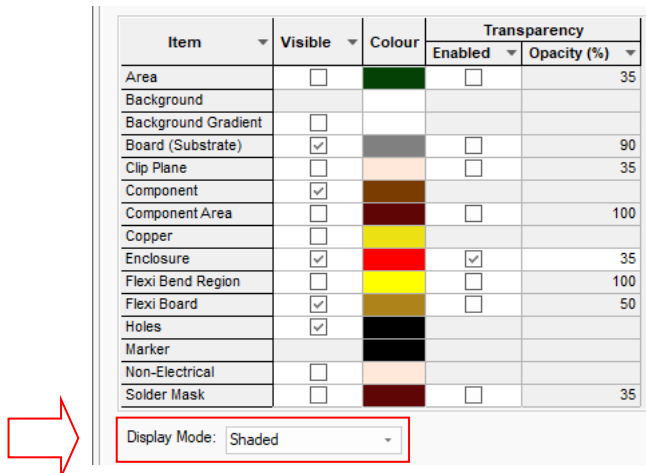 Item Visible Colour Transparency
Enabled Opacity (%)
Area 35
Background
Background Gradient
Board (Substrate) 90
Clip Plane 35
Component
Component Area 100
Copper
Enclosure 35
Flexi Bend Region 100
Flexi Board 50
Holes
Marker
Non-Electrical
Solder Mask 35
Display Mode: Shaded